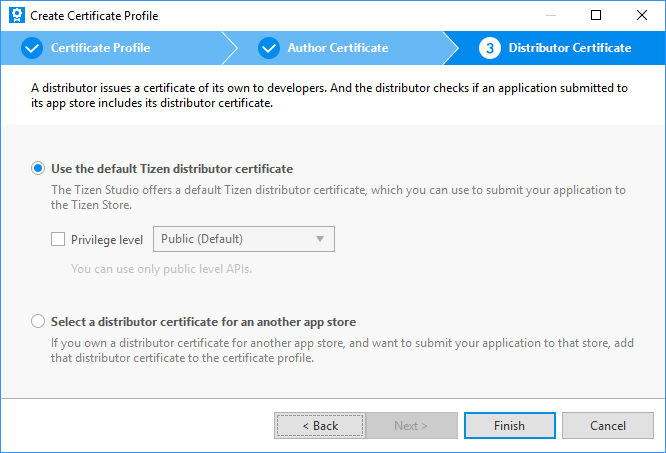 Create Certificate Profile
Certificate Profile
Author Certificate
3
Distributor Certificate
A distributor issues a certificate of its own to developers. And the distributor checks if an application submitted to
its app store includes its distributor certificate.
Use the default Tizen distributor certificate
The Tizen Studio offers a default Tizen distributor certificate, which you can use to submit your application to
the Tizen Store.
Privilege level
Public (Default)
You can use only public level APIs.
Select a distributor certificate for an another app store
If you own a distributor certificate for another app store, and want to submit your application to that store, add
that distributor certificate to the certificate profile.
< Back
Next >
Finish
Cancel